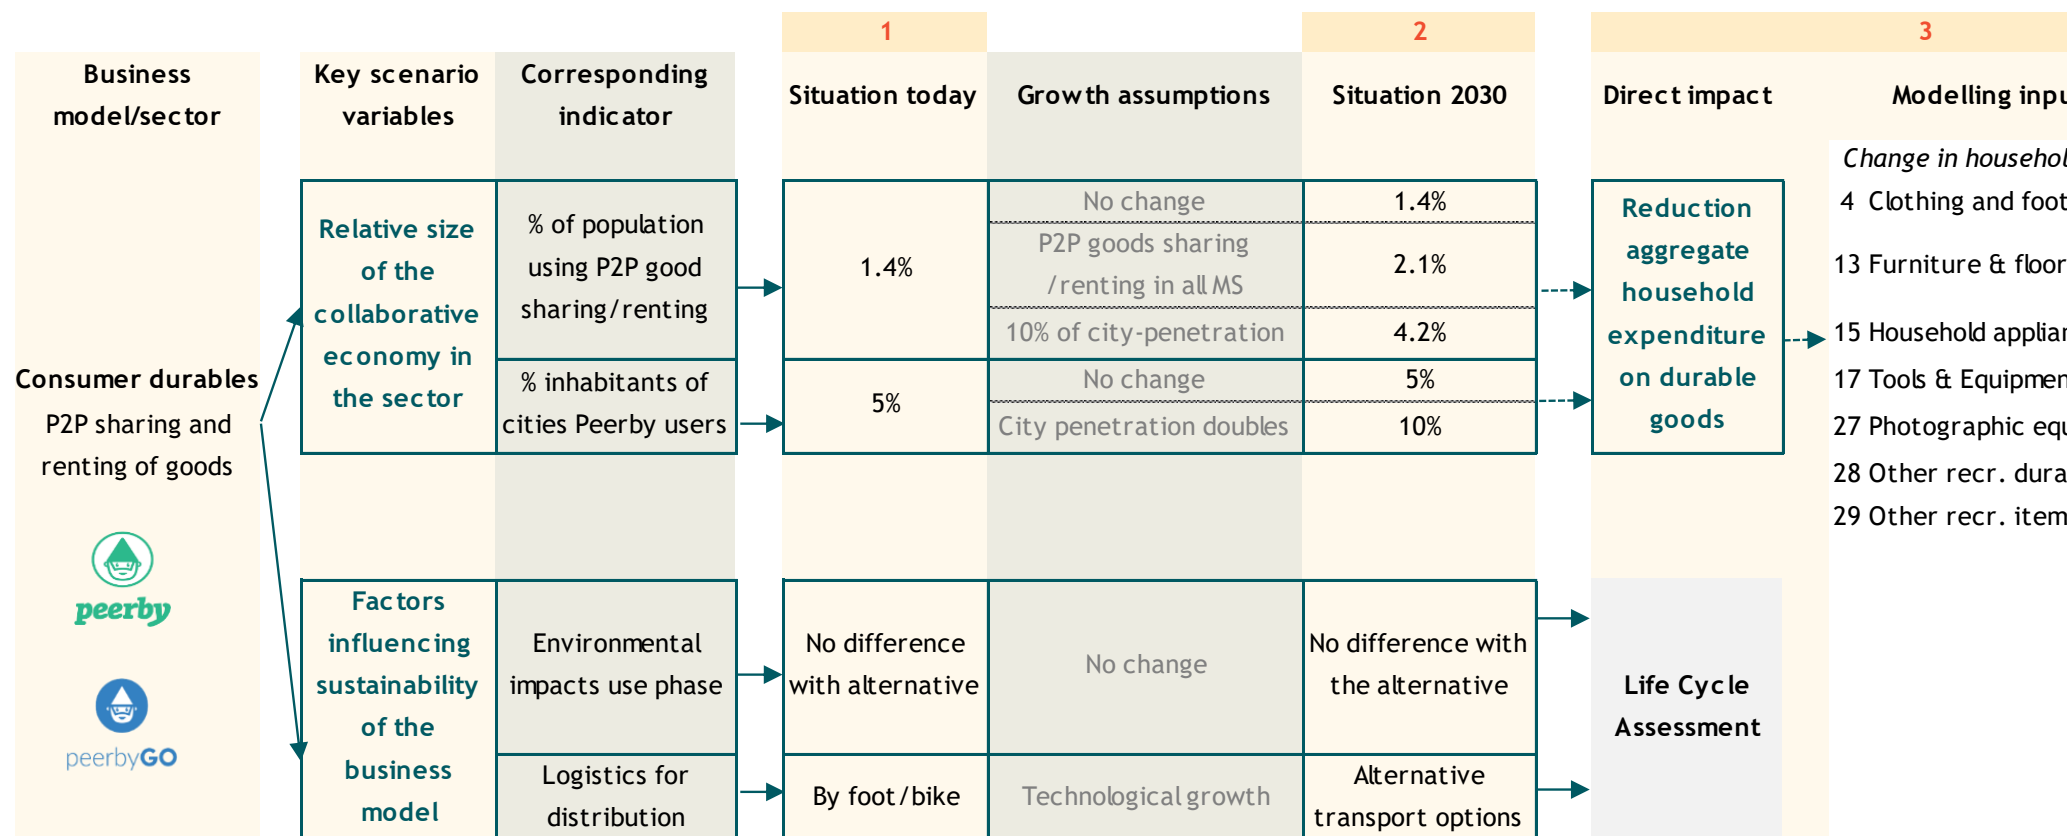 1
2
3
Business
model/sector
Key scenario
variables
Corresponding
indicator
Situation today
Growth assumptions
Situation 2030
Direct impact
Modelling
Change in
4 Clothing and
13 Furniture & floor
15 Household
17 Tools &
27 Photographic
28 Other recr.
29 Other recr.
Consumer durables
P2P sharing and
renting of goods
peerby
peerbyGO
Relative size
of the
collaborative
economy in
the sector
% of population
using P2P good
sharing/renting
1.4%
No change
1.4%
P2P goods sharing
/renting in all MS
2.1%
10% of city-penetration
4.2%
% inhabitants of
cities Peerby users
5%
No change
5%
City penetration doubles
10%
Reduction
aggregate
household
expenditure
on durable
goods
Factors
influencing
sustainability
of the
business
model
Environmental
impacts use phase
No difference
with alternative
No change
No difference with
the alternative
Logistics for
distribution
By foot/bike
Technological growth
Alternative
transport options
Life Cycle
Assessment